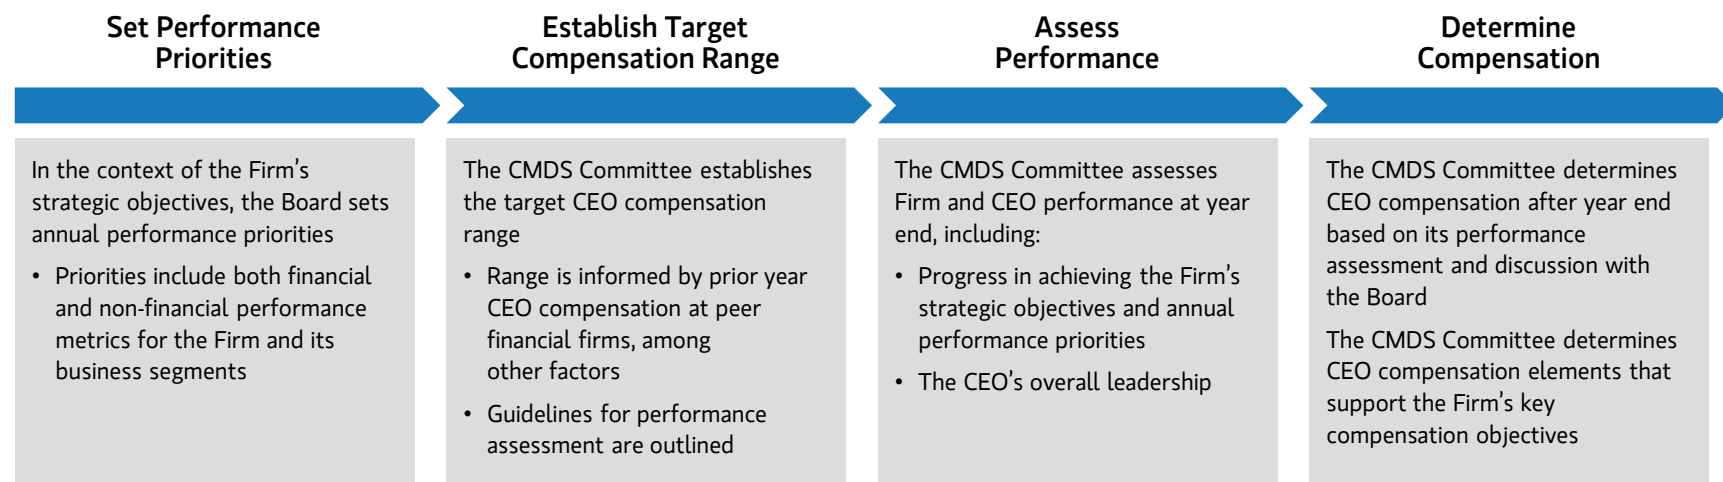 Set Performance
Priorities
In the context of the Firm's
strategic objectives, the Board sets
annual performance priorities
• Priorities include both financial
and non-financial performance
metrics for the Firm and its
business segments
Establish Target
Compensation Range
The CMDS Committee establishes
the target CEO compensation
range
• Range is informed by prior year
CEO compensation at peer
financial firms, among
other factors
• Guidelines for performance
assessment are outlined
Assess
Performance
The CMDS Committee assesses
Firm and CEO performance at year
end, including:
• Progress in achieving the Firm's
strategic objectives and annual
performance priorities
• The CEO's overall leadership
Determine
Compensation
The CMDS Committee determines
CEO compensation after year end
based on its performance
assessment and discussion with
the Board
The CMDS Committee determines
CEO compensation elements that
support the Firm's key
compensation objectives